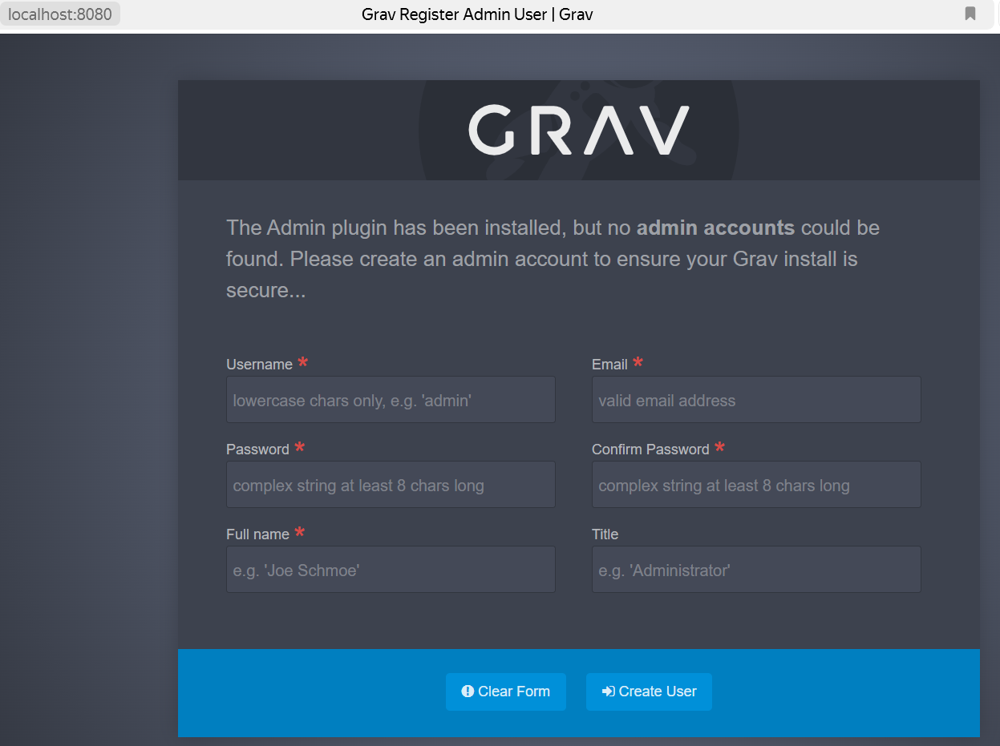 localhost:8080
Grav Register Admin User | Grav
GRAV
The Admin plugin has been installed, but no admin accounts could be
found. Please create an admin account to ensure your Grav install is
secure...
Username *
Email *
lowercase chars only, e.g. 'admin'
valid email address
Password *
Confirm Password *
complex string at least 8 chars long
complex string at least 8 chars long
Full name *
Title
e.g. 'Joe Schmoe'
e.g. 'Administrator'
Clear Form
Create User